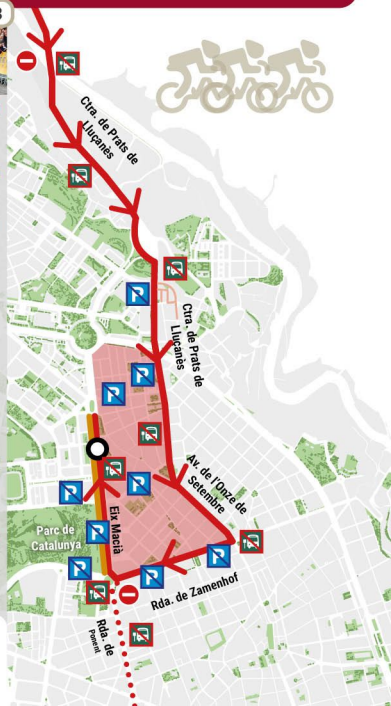 Ctra. de Prats de
Lluçanès
Ctra. de Prats de
Lluçanès
Av. de l'Onze de
Setembre
Eix Macià
Parc de
Catalunya
Rda. de Zamenhof
Rda. de
Ponent